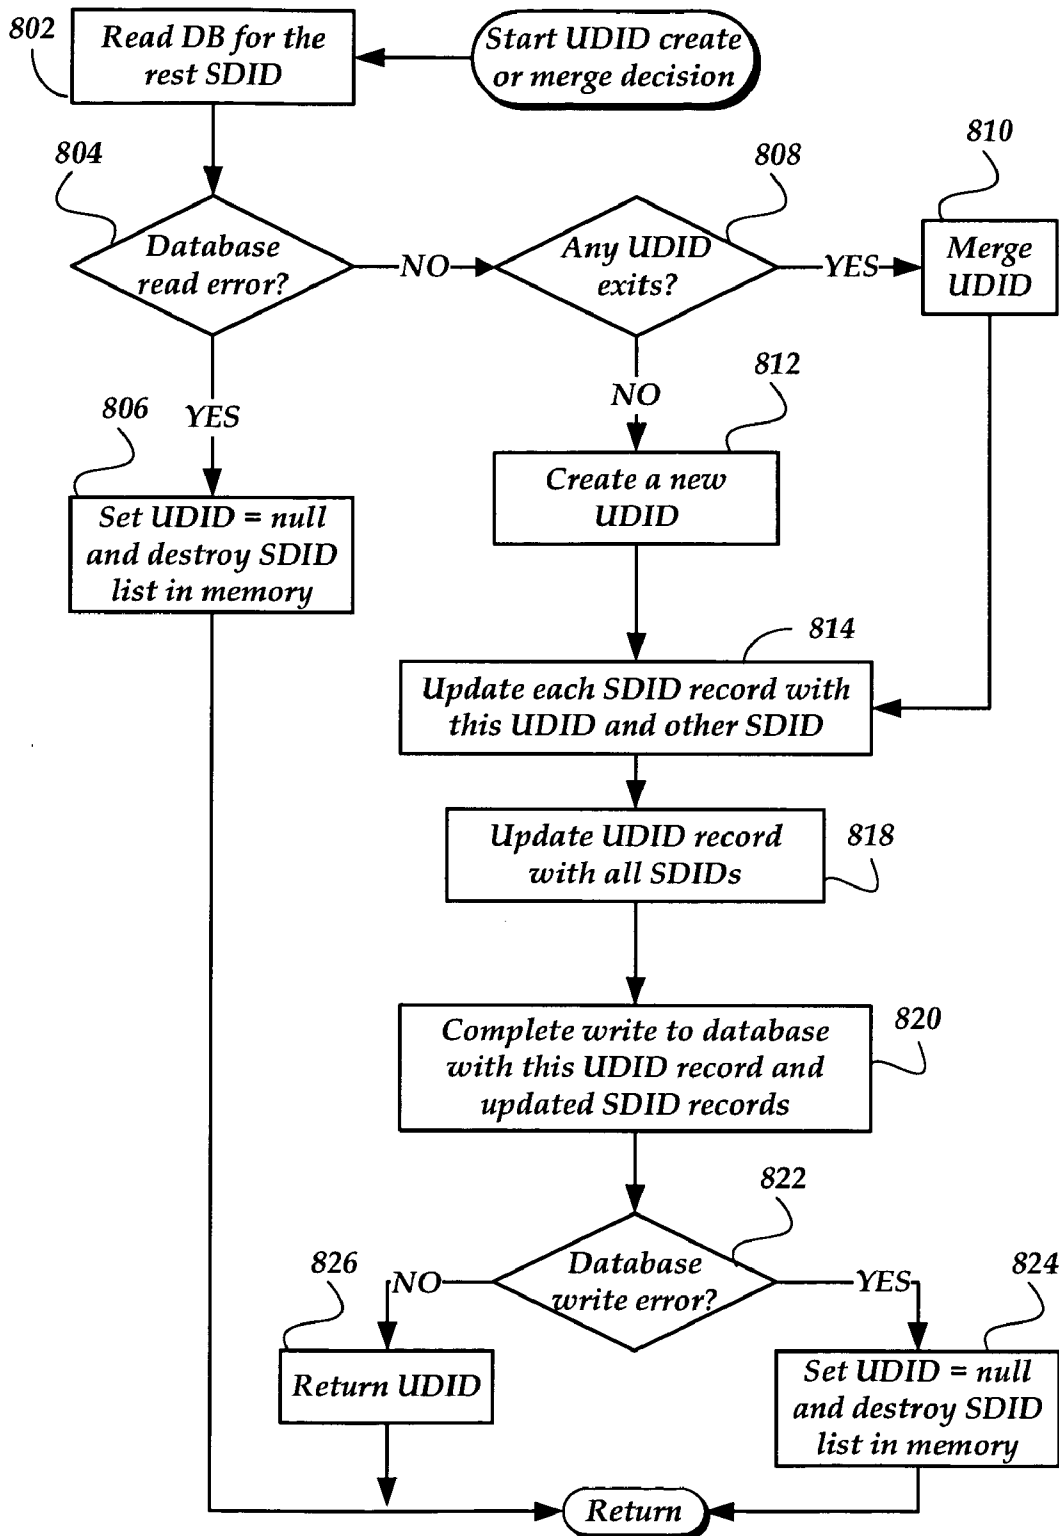 802
Read DB for the
rest SDID
Start UDID create
or merge decision
804
Database
read error?
NO
808
Any UDID
exits?
YES
810
Merge
UDID
806
YES
NO
812
Set UDID = null
and destroy SDID
list in memory
Create a new
UDID
814
Update each SDID record with
this UDID and other SDID
Update UDID record
with all SDIDs
818
Complete write to database
with this UDID record and
updated SDID records
820
822
Database
write error?
826
NO
YES
824
Return UDID
Set UDID = null
and destroy SDID
list in memory
Return